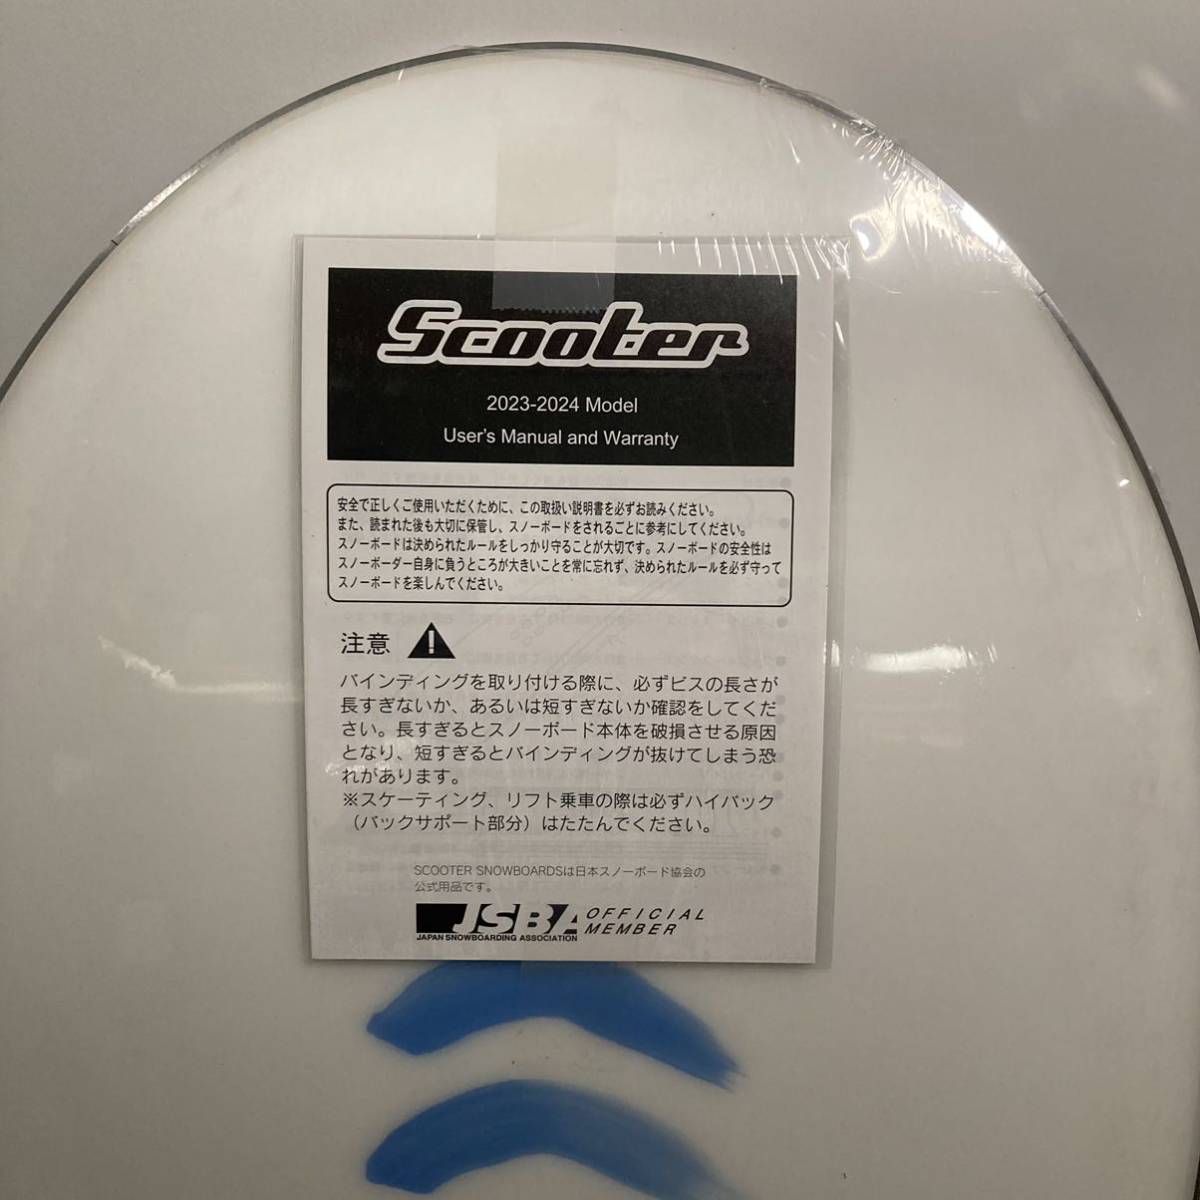 Scooter
2023-2024 Model
User's Manual and Warranty
安全で正しくご使用いただくために、この取扱い説明書を必ずお読みください。
また、読まれた後も大切に保管し、スノーボードをされるごとに参考にしてください。
スノーボードは決められたルールをしっかり守ることが大切です。スノーボードの安全性は
スノーボーダー自身に負うところが大きいことを常に忘れず、決められたルールを必ず守って
スノーボードを楽しんでください。
注意
バインディングを取り付ける際に、必ずビスの長さが
長すぎないか、あるいは短すぎないか確認をしてくだ
さい。長すぎるとスノーボード本体を破損させる原因
となり、短すぎるとバインディングが抜けてしまう恐
れがあります。
※スケーティング、リフト乗車の際は必ずハイバック
（バックサポート部分）はたたんでください。
SCOOTER SNOWBOARDSは日本スノーボード協会の
公式用品です。
JSBA OFFICIAL
JAPAN SNOWBOARDING ASSOCIATION MEMBER